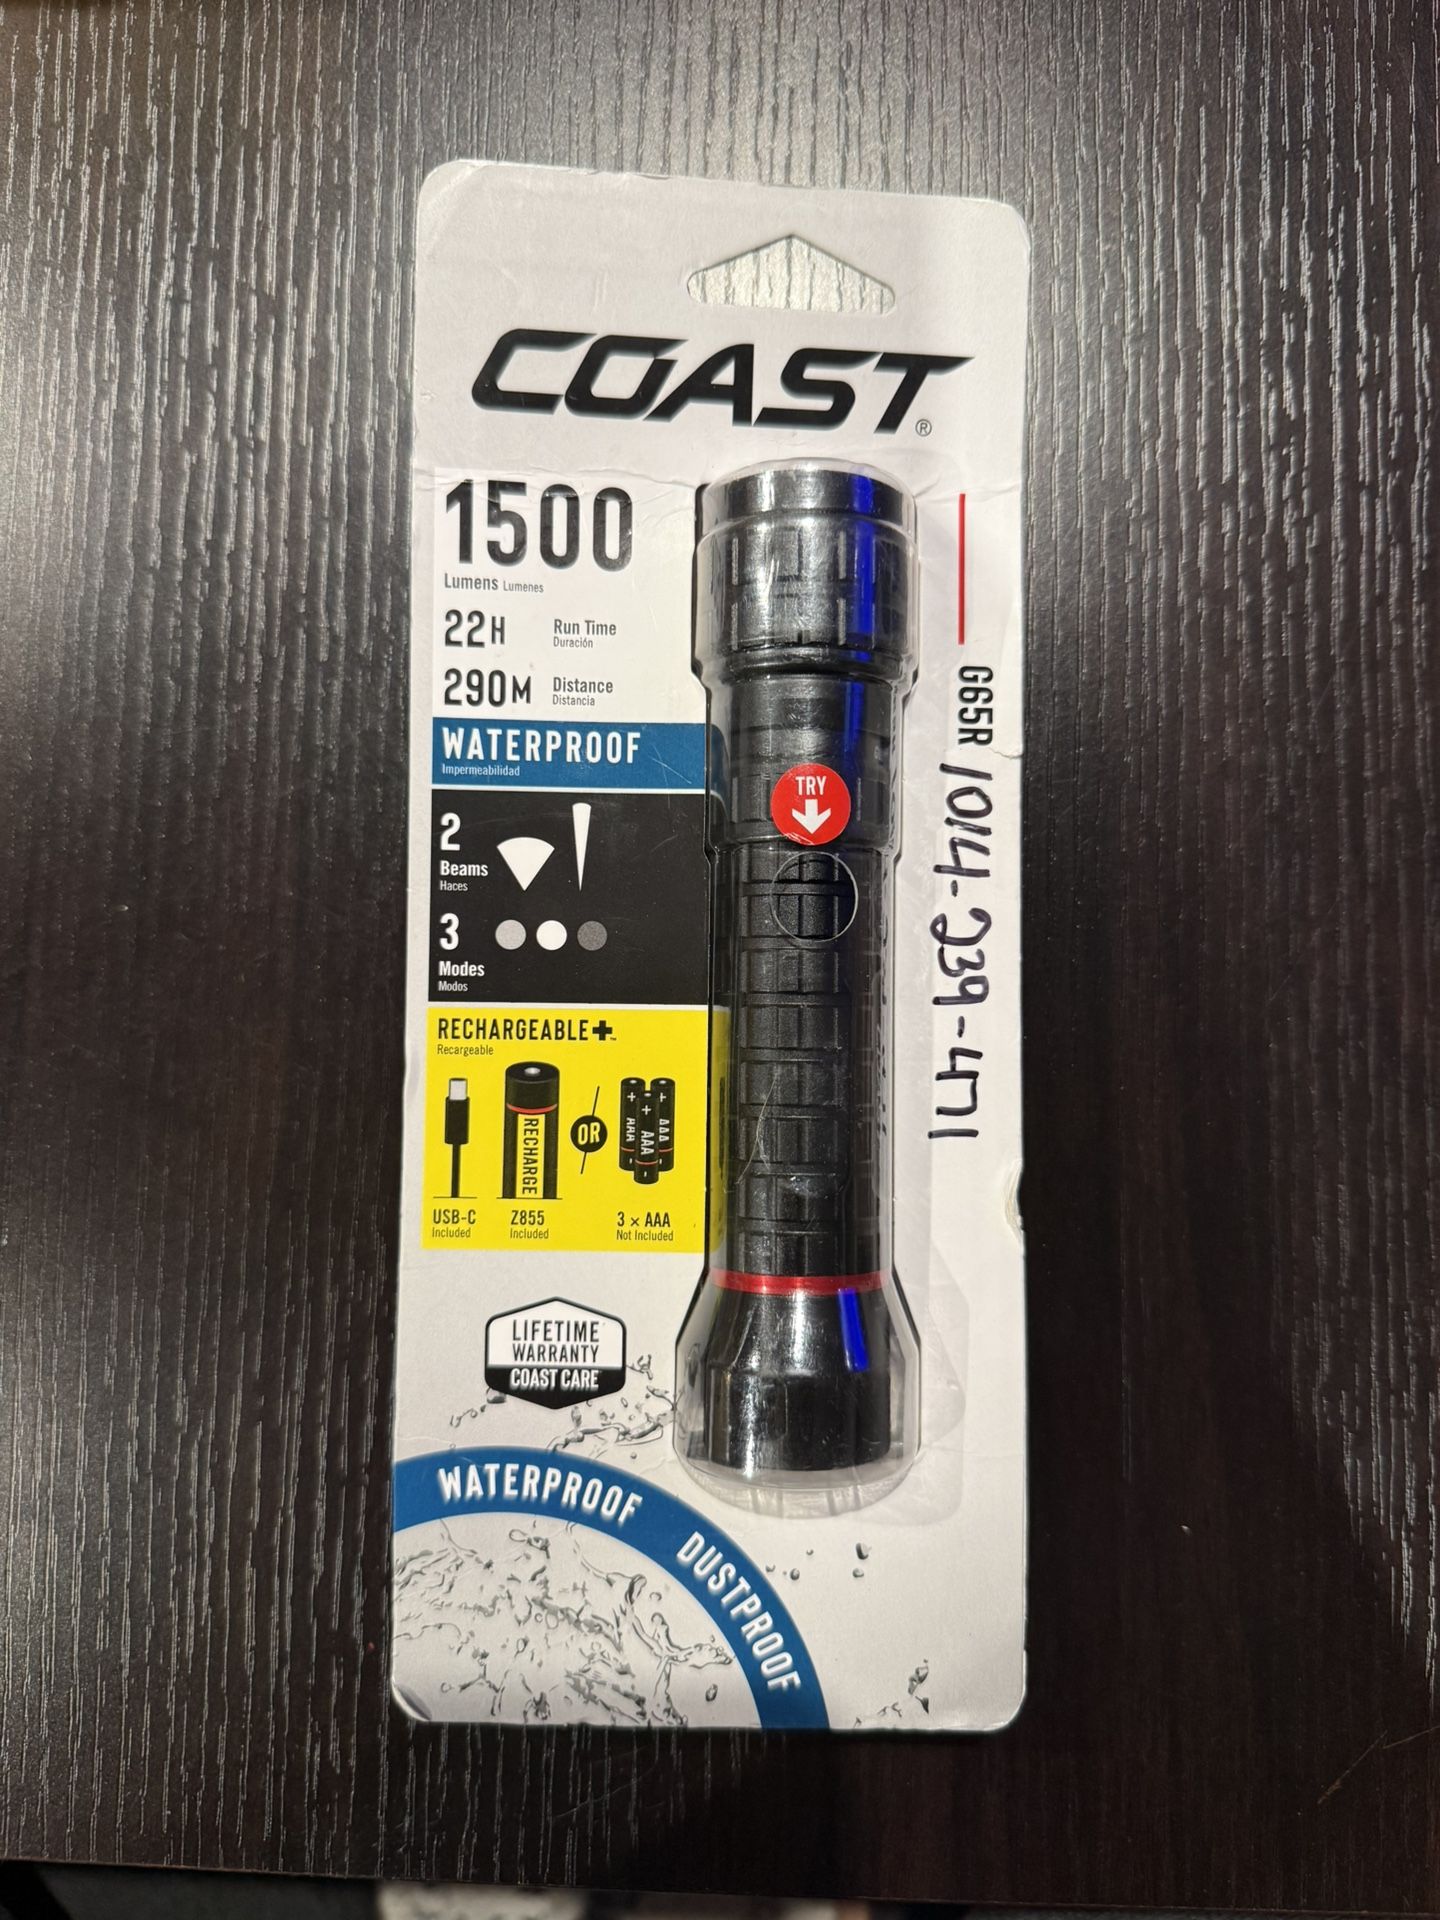 COAST®
1500
Lumens Lumenes
22H Run Time
Duración
290M Distance
Distancia
WATERPROOF
Impermeabilidad
2
Beams
Haces
3
Modes
Modos
RECHARGEABLE+™
Recargeable
RECHARGE
OR
AAA AAA AAA
USB-C Z855 3 × AAA
Included Included Not Included
TRY
G65R 1014-239-471
LIFETIME
WARRANTY
COAST CARE
WATERPROOF DUSTPROOF